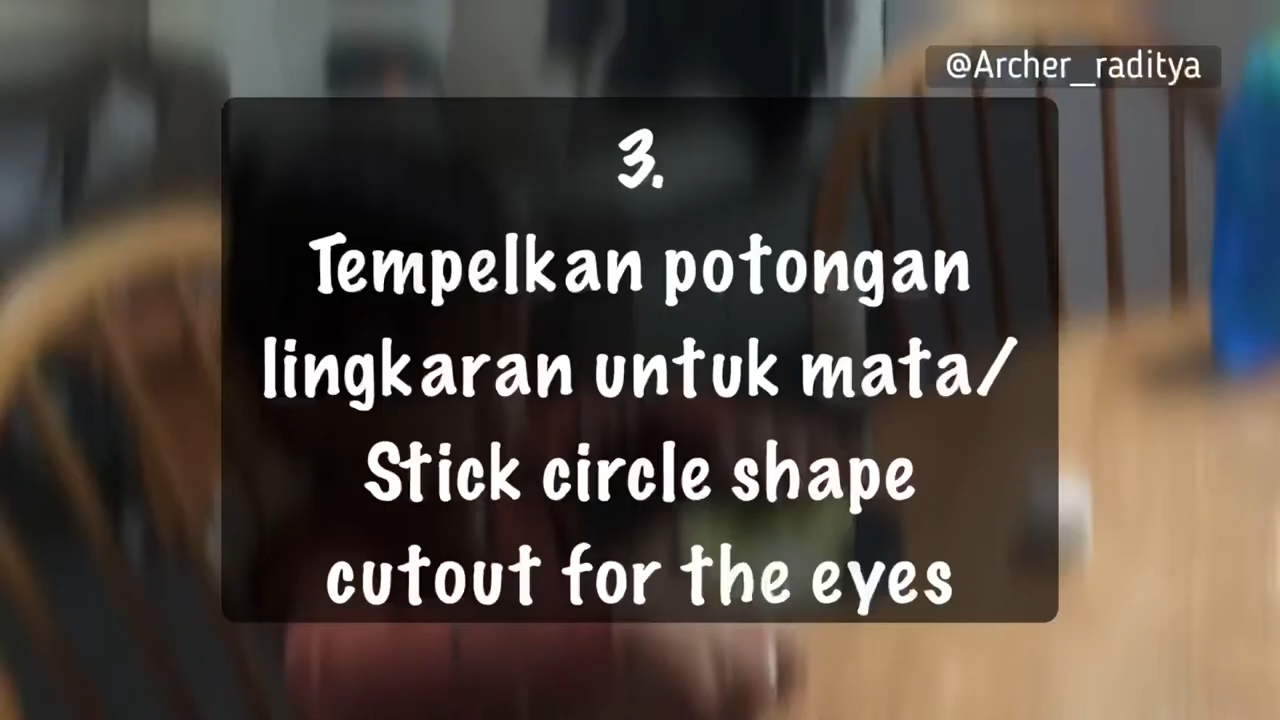 @Archer_raditya
3.
Tempelkan potongan
lingkaran untuk mata/
Stick circle shape
cutout for the eyes